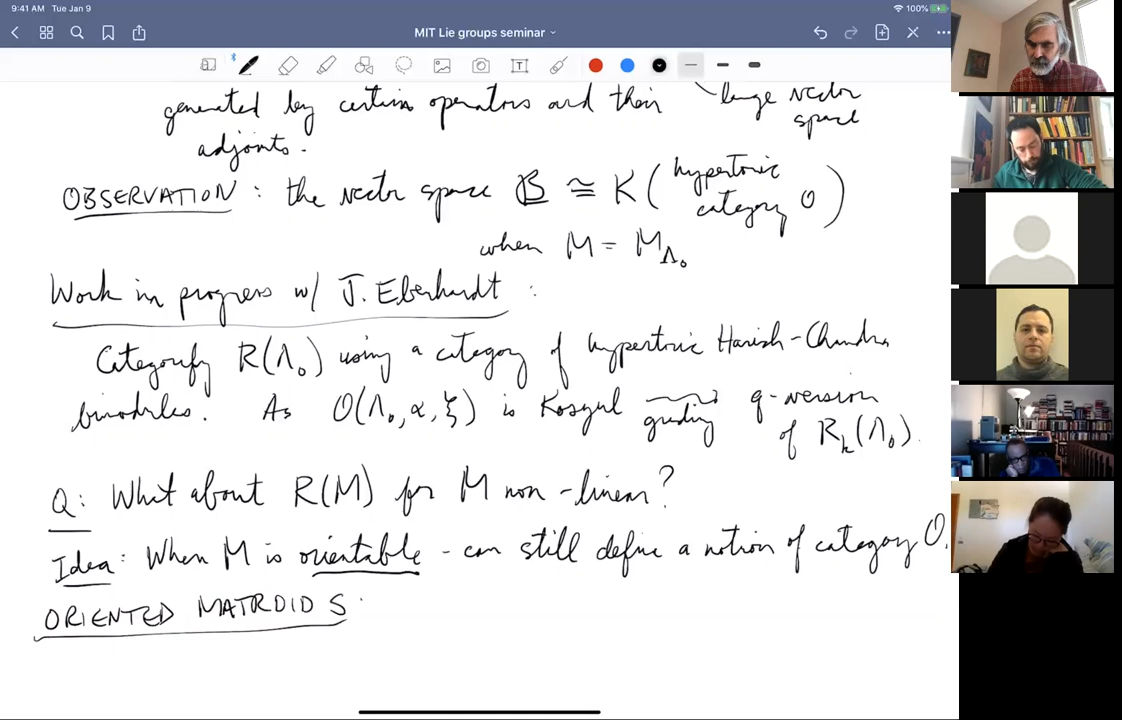 9:41 AM Tue Jan 9
100%
MIT Lie groups seminar
generated by certain operators and their
large vector
space
adjoints.
OBSERVATION : the vector space B ≅ K ( hypertoric
category O )
when M = M_Λ₀
Work in progress w/ J. Eberhardt :
Categorify R(Λ₀) using a category of hypertoric Harish-Chandra
bimodules. As O(Λ₀, α, ξ) is Koszul grading ⇝ q-version
of R_k(Λ₀).
Q: What about R(M) for M non-linear?
Idea: When M is orientable - can still define a notion of category O.
ORIENTED MATROIDS